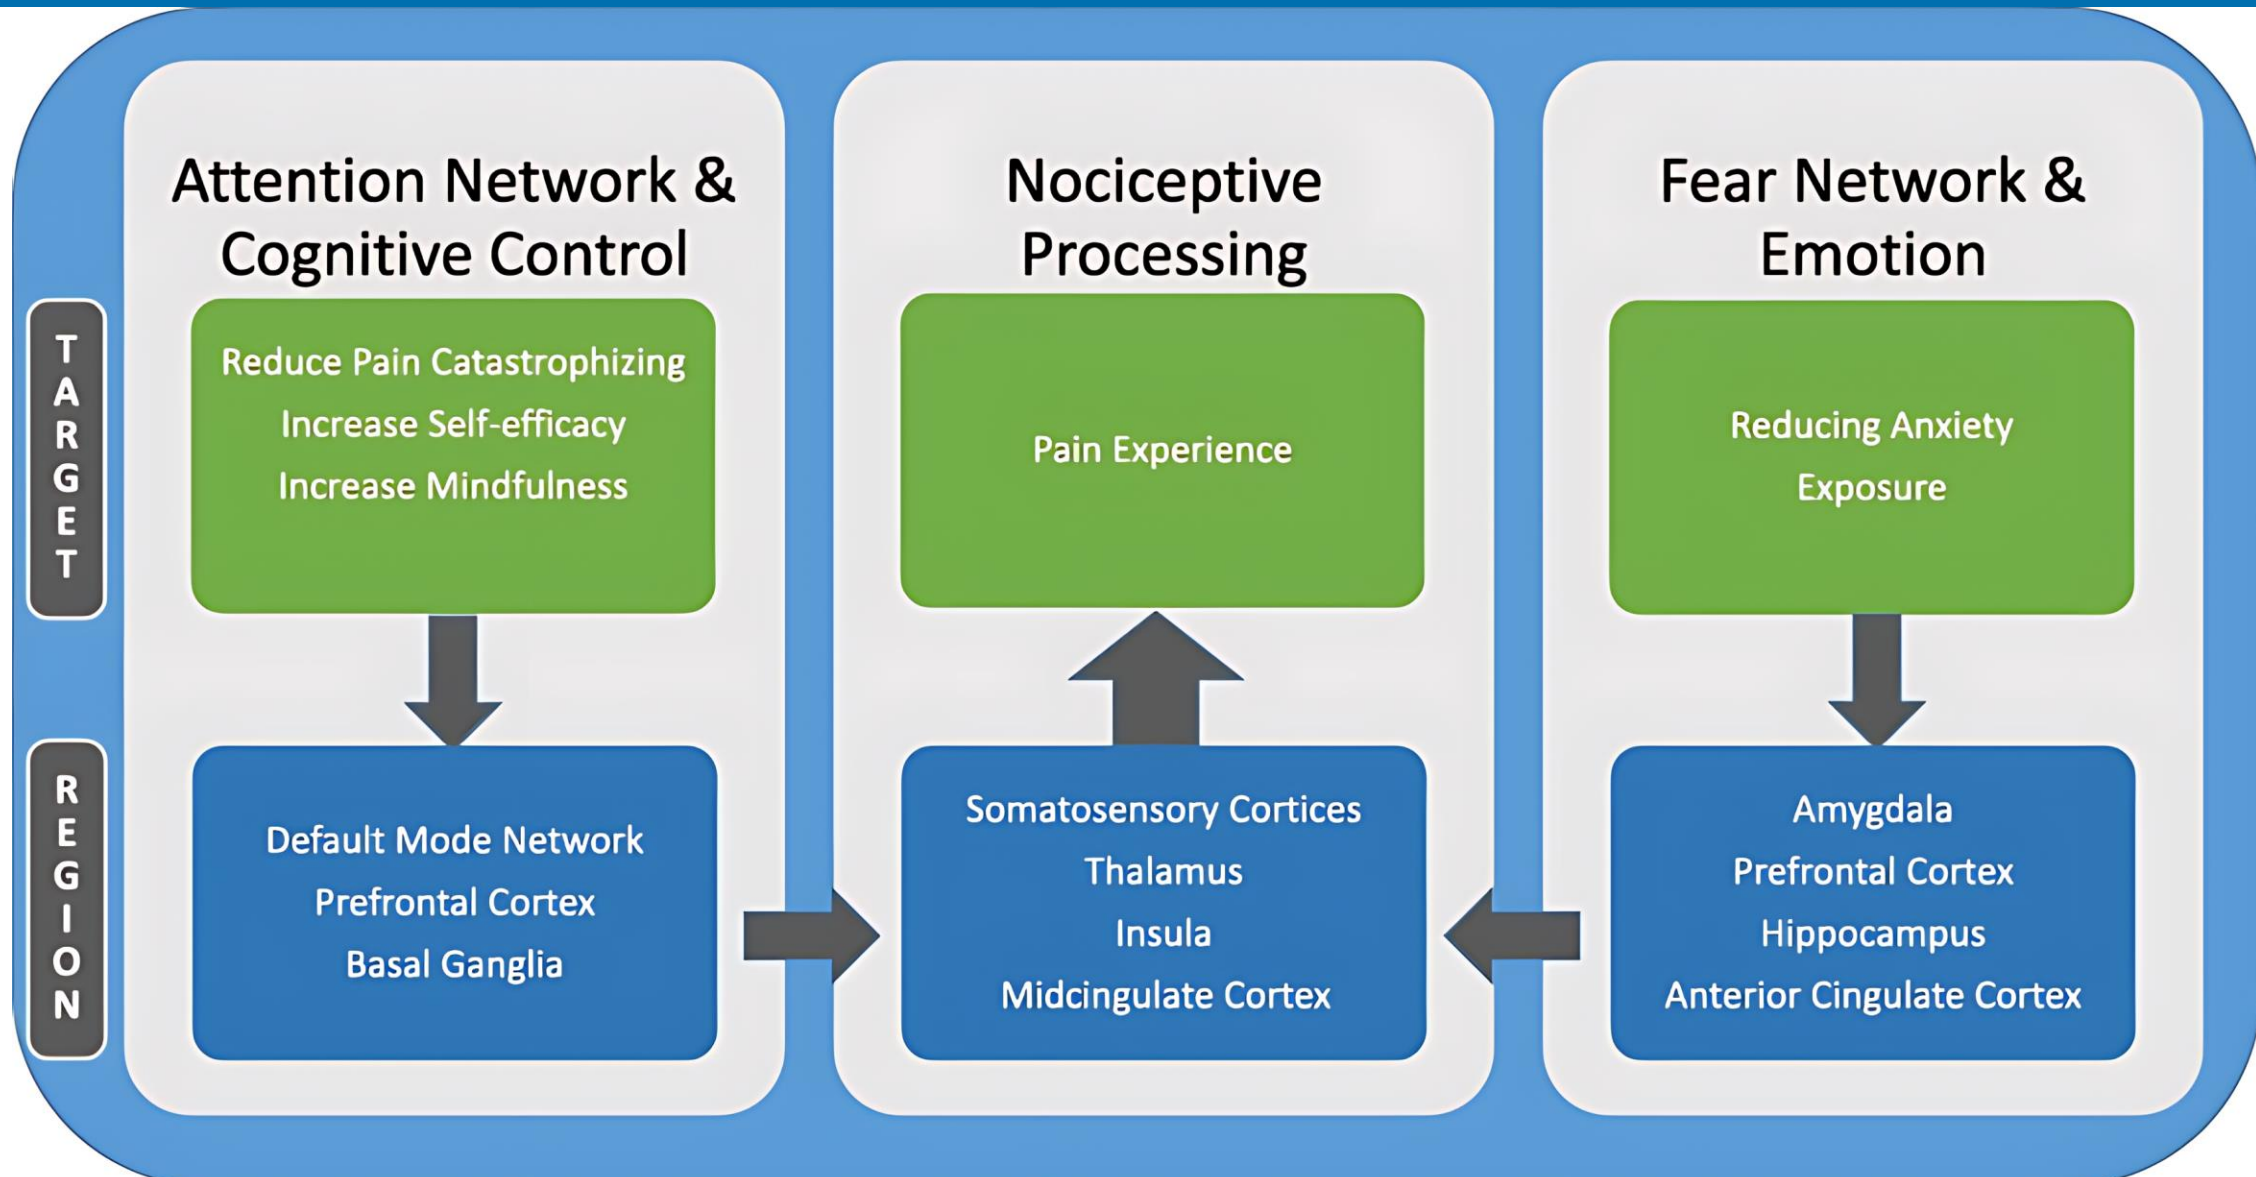 Attention Network &
Cognitive Control
Nociceptive
Processing
Fear Network &
Emotion
TARGET
Reduce Pain Catastrophizing
Increase Self-efficacy
Increase Mindfulness
Pain Experience
Reducing Anxiety
Exposure
REGION
Default Mode Network
Prefrontal Cortex
Basal Ganglia
Somatosensory Cortices
Thalamus
Insula
Midcingulate Cortex
Amygdala
Prefrontal Cortex
Hippocampus
Anterior Cingulate Cortex